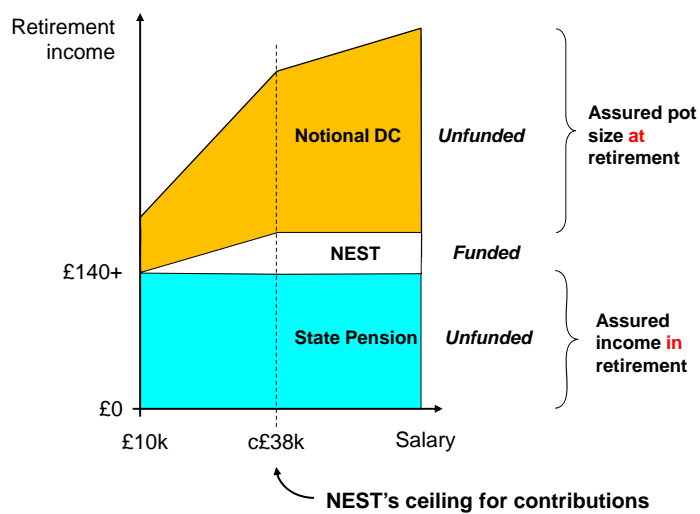 Retirement
income
Notional DC
Unfunded
Assured pot
size at
retirement
NEST
Funded
£140+
State Pension
Unfunded
Assured
income in
retirement
£0
£10k
c£38k
Salary
NEST's ceiling for contributions